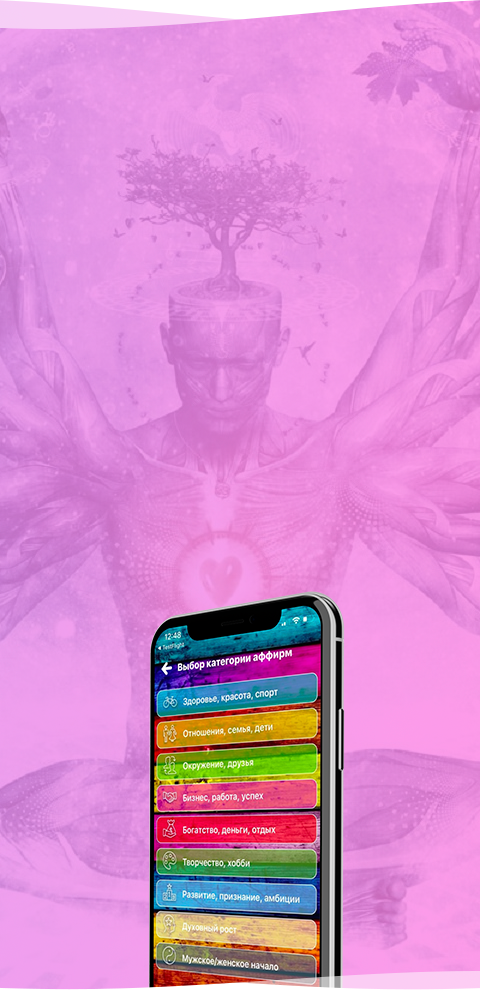 12:48
TestFlight
Выбор категории аффирм
Здоровье, красота, спорт
Отношения, семья, дети
Окружение, друзья
Бизнес, работа, успех
Богатство, деньги, отдых
Творчество, хобби
Развитие, признание, амбиции
Духовный рост
Мужское/женское начало